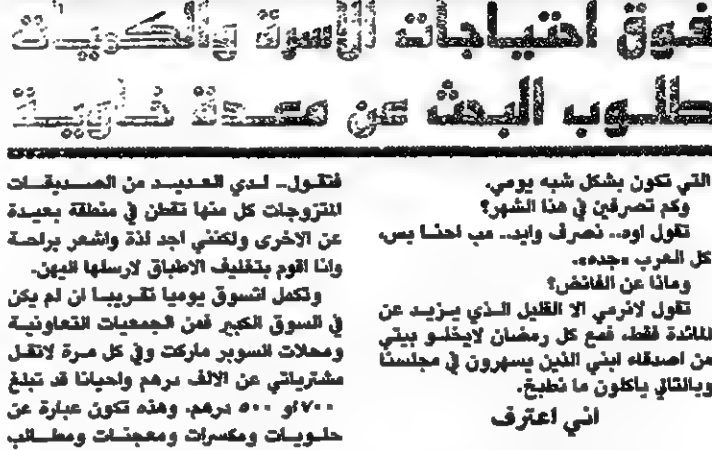 فوق احتياجات المرة والكويت
طلوب البحث عن معدة خاوية
التي تكون بشكل شبه يومي.
وكم تصرفين في هذا الشهر؟
تقول اوه.. نصرف وايد.. مب احنا بس،
كل العرب «جده».
وماذا عن الفائض؟
تقول لانرمي الا القليل الذي يزيد عن
المائدة فقط، فمع كل رمضان لايخلو بيتي
من اصدقاء ابني الذين يسهرون في مجلسنا
وبالتالي ياكلون ما نطبخ.
اني اعترف
فتقول.. لدي العديد من الصديقات
المتزوجات كل منها تقطن في منطقة بعيدة
عن الاخرى ولكنني اجد لذة واشعر براحة
وانا اقوم بتغليف الاطباق لارسلها اليهن.
وتكمل اتسوق يوميا تقريبا ان لم يكن
في السوق الكبير فمن الجمعيات التعاونية
ومحلات السوبر ماركت وفي كل مرة لاتقل
مشترياتي عن الالف درهم واحيانا قد تبلغ
٧٠٠ او ٥٠٠ درهم. وهذه تكون عبارة عن
حلويات ومكسرات ومعجنات ومطالب